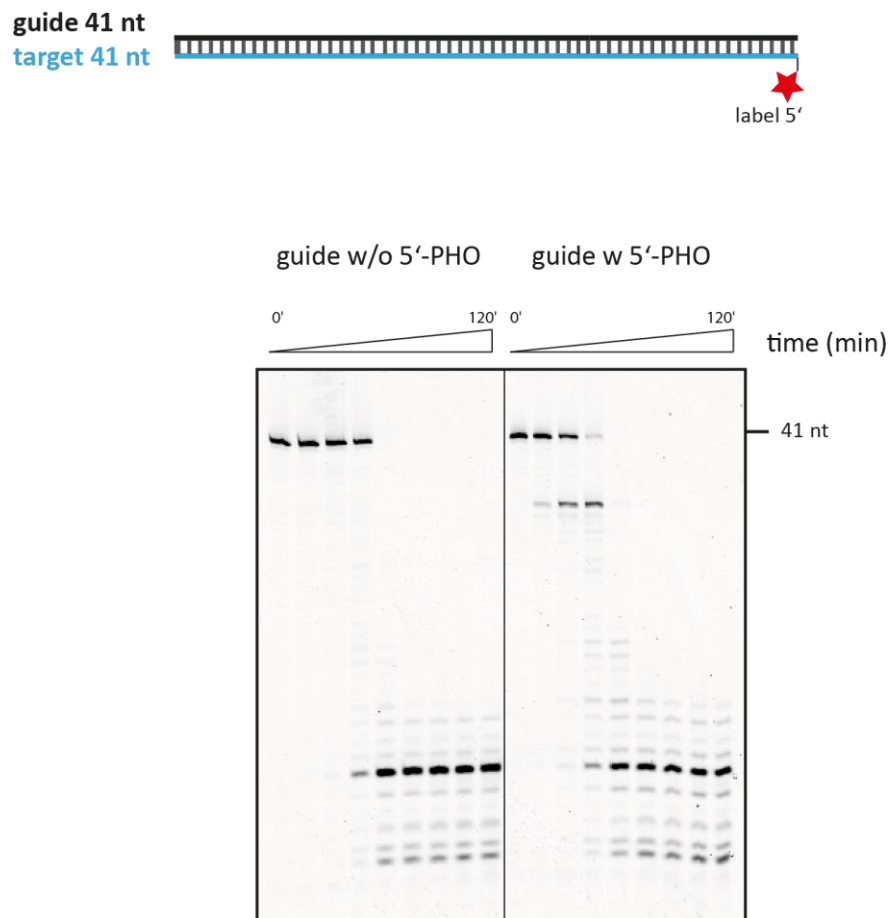 guide 41 nt
target 41 nt
label 5‘
guide w/o 5‘-PHO
guide w 5‘-PHO
0' 120' 0' 120'
time (min)
41 nt